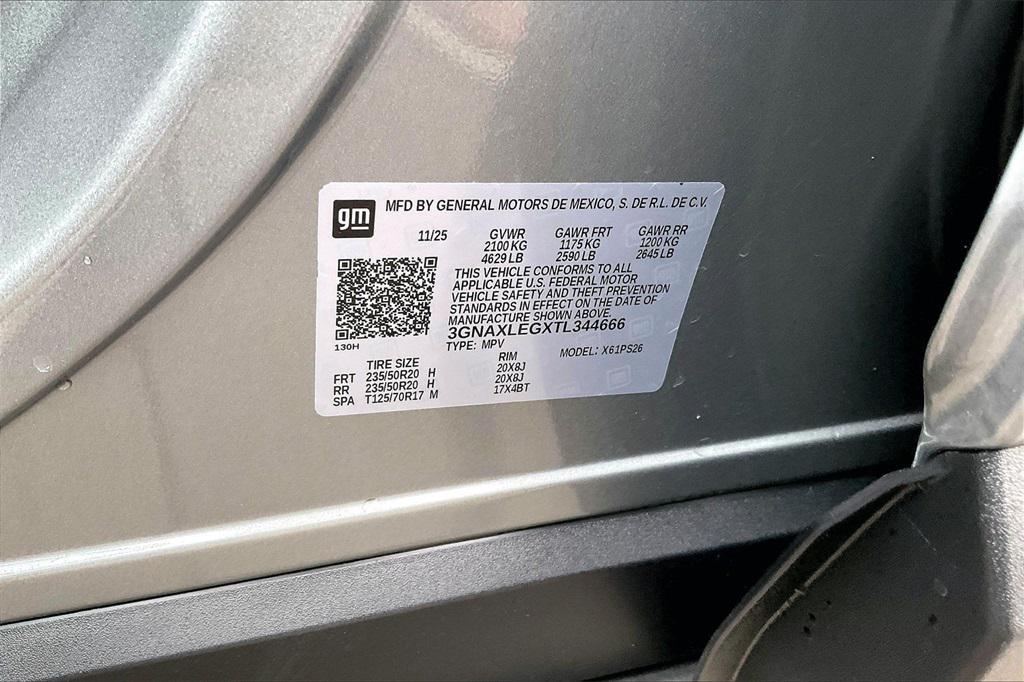 gm MFD BY GENERAL MOTORS DE MEXICO, S. DE R.L. DE C.V.
11/25 GVWR GAWR FRT GAWR RR
2100 KG 1175 KG 1200 KG
4629 LB 2590 LB 2645 LB
THIS VEHICLE CONFORMS TO ALL
APPLICABLE U.S. FEDERAL MOTOR
VEHICLE SAFETY AND THEFT PREVENTION
STANDARDS IN EFFECT ON THE DATE OF
MANUFACTURE SHOWN ABOVE.
3GNAXLEGXTL344666
130H
TYPE: MPV MODEL: X61PS26
TIRE SIZE RIM
FRT 235/50R20 H 20X8J
RR 235/50R20 H 20X8J
SPA T125/70R17 M 17X4BT